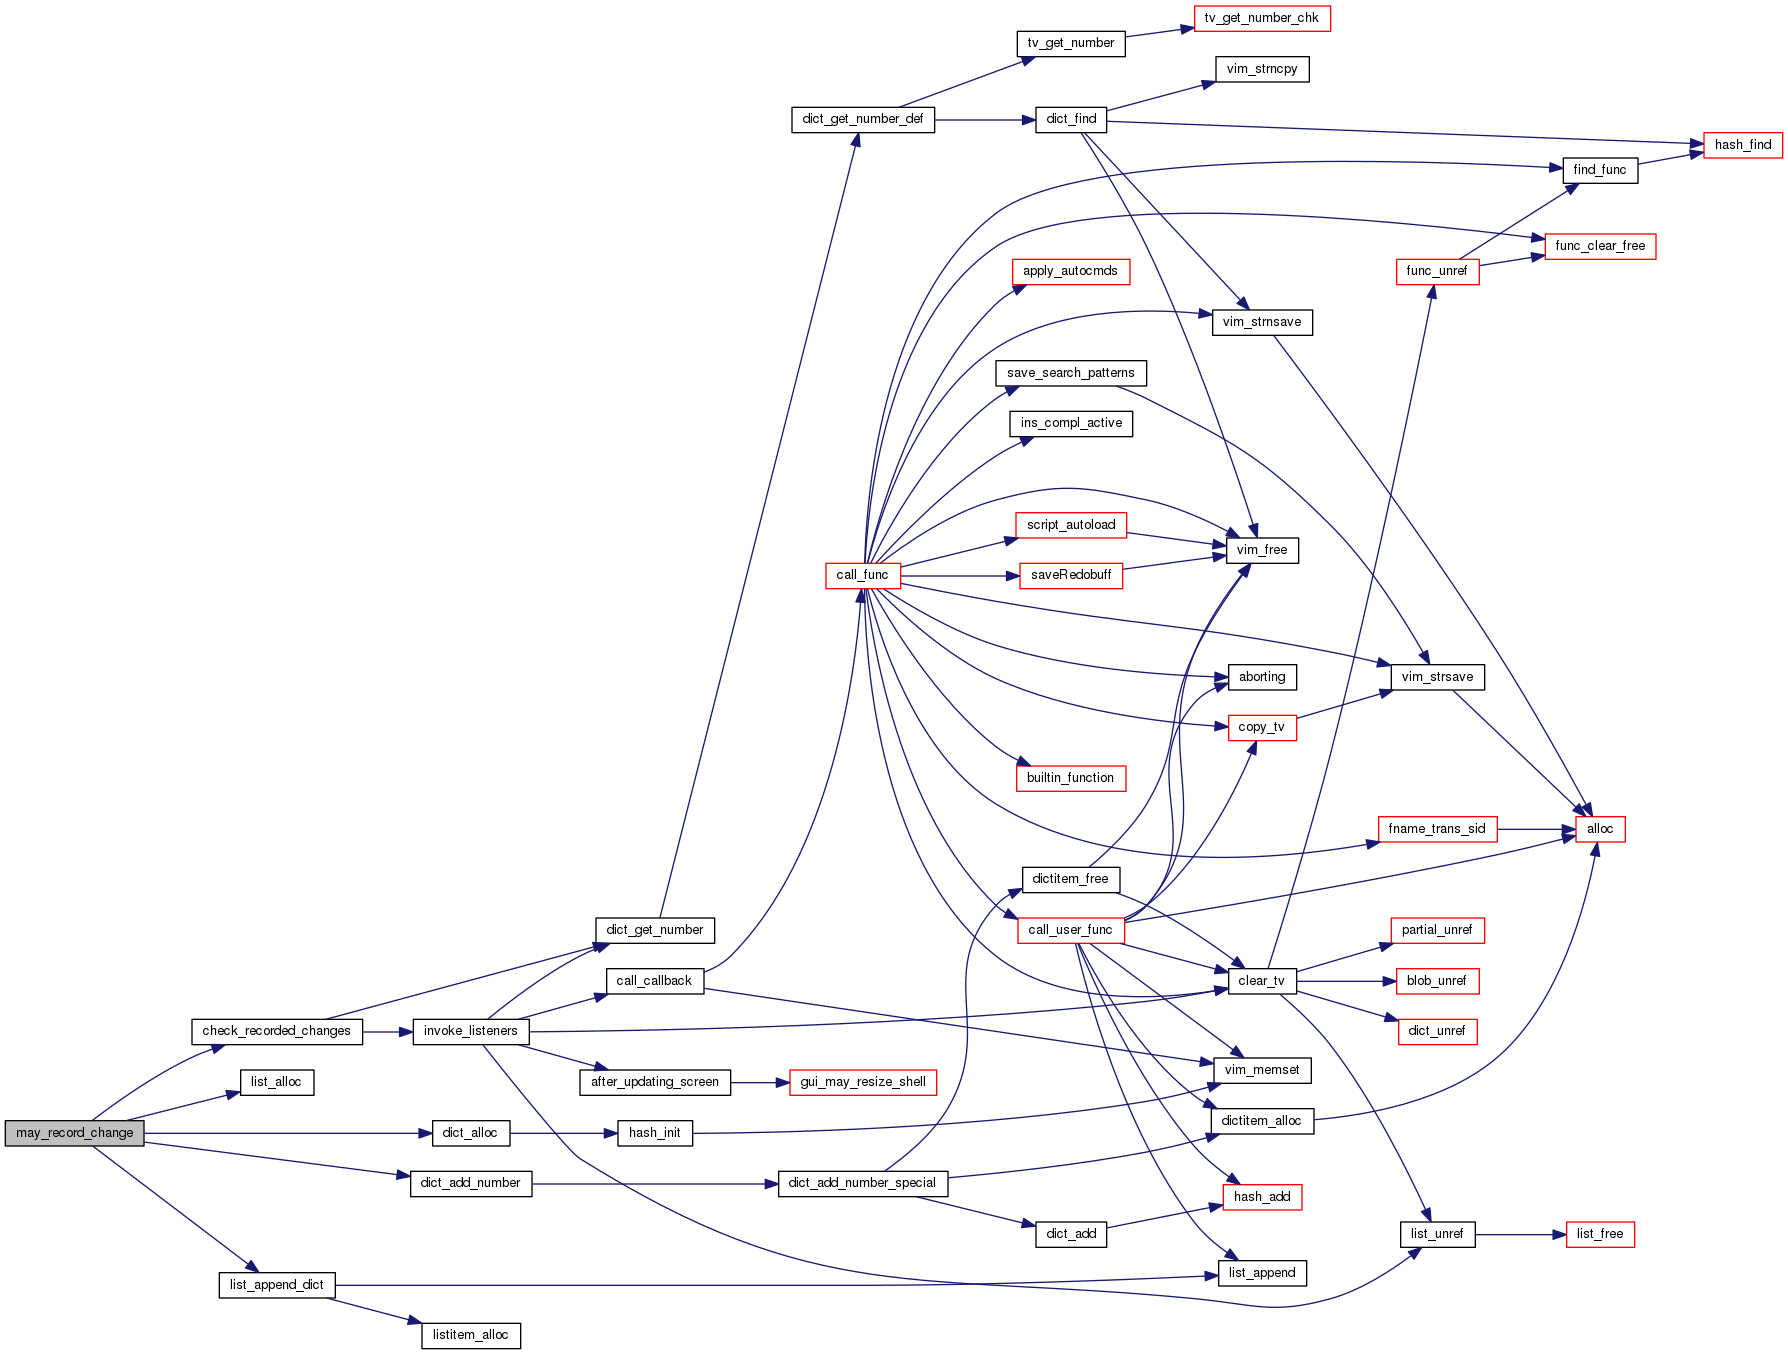 tv_get_number_chk
tv_get_number
vim_strncpy
dict_get_number_def
dict_find
hash_find
find_func
func_clear_free
apply_autocmds
func_unref
vim_strnsave
save_search_patterns
ins_compl_active
script_autoload
vim_free
call_func
saveRedobuff
aborting
vim_strsave
copy_tv
builtin_function
fname_trans_sid
alloc
dictitem_free
dict_get_number
call_user_func
partial_unref
call_callback
clear_tv
blob_unref
check_recorded_changes
invoke_listeners
dict_unref
list_alloc
after_updating_screen
gui_may_resize_shell
vim_memset
may_record_change
dict_alloc
hash_init
dictitem_alloc
dict_add_number
dict_add_number_special
hash_add
dict_add
list_unref
list_free
list_append_dict
list_append
listitem_alloc